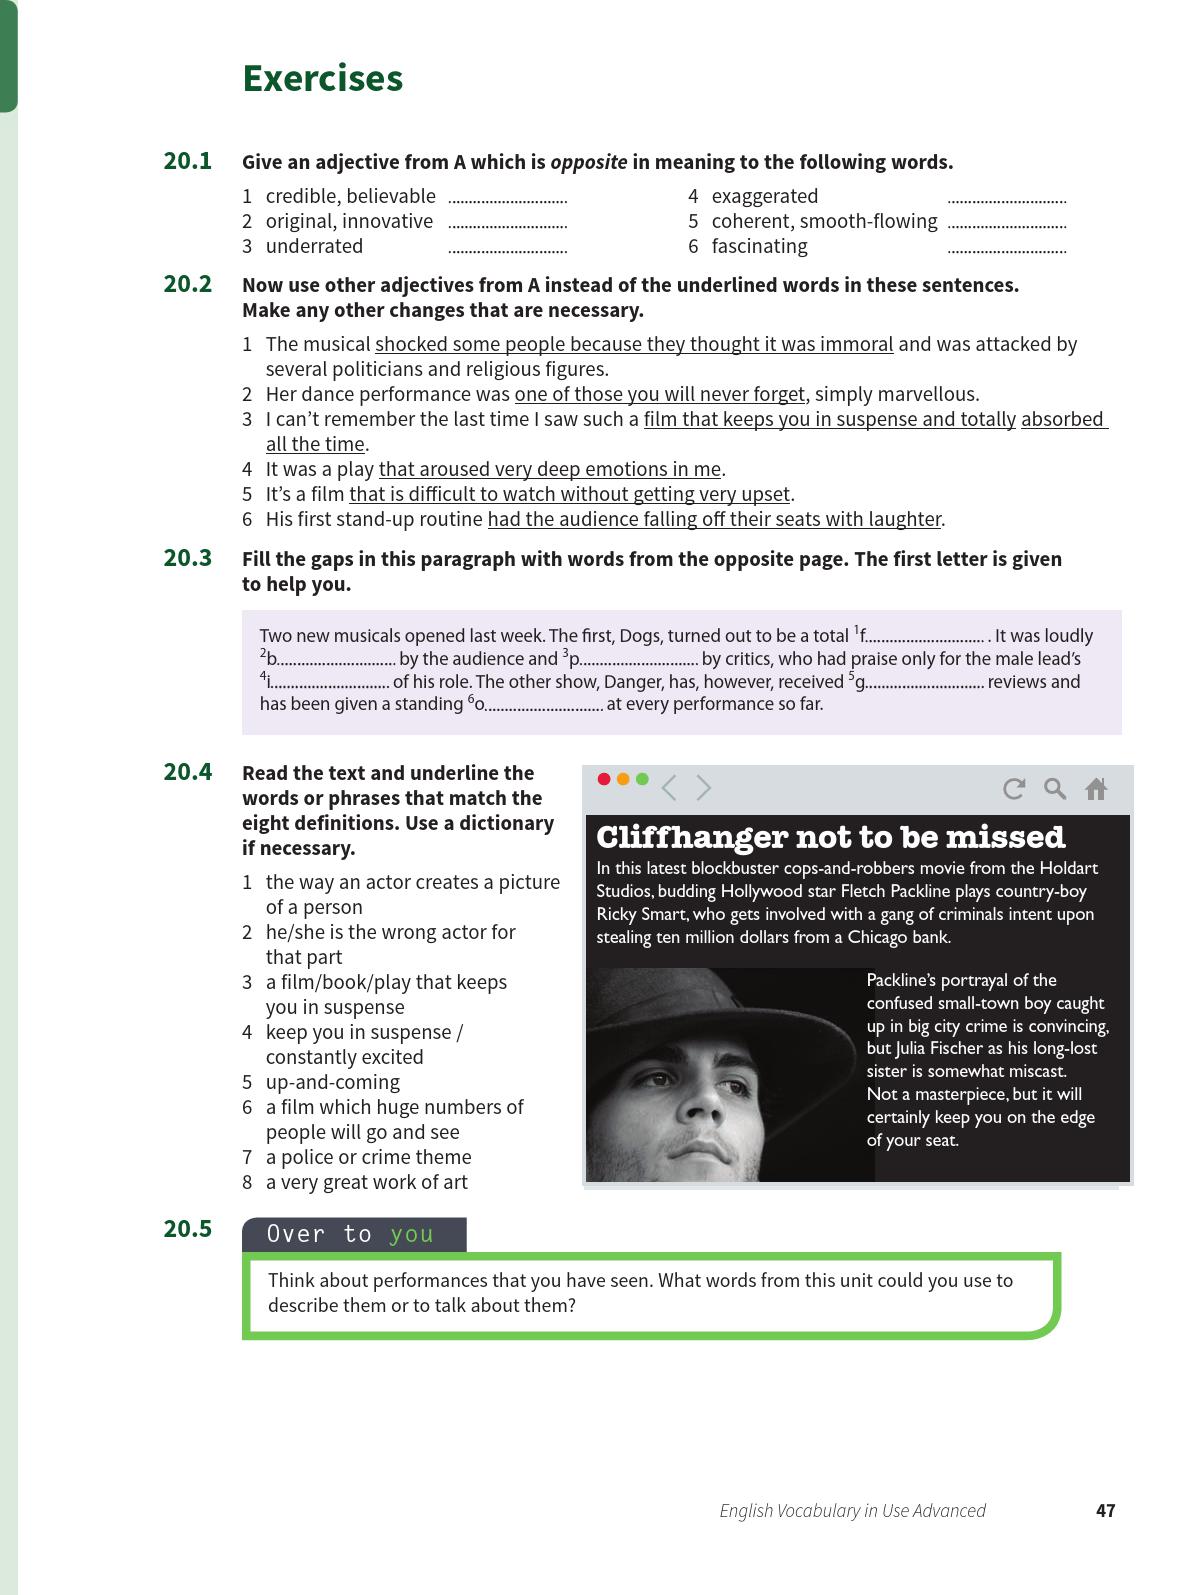 Exercises
20.1 Give an adjective from A which is opposite in meaning to the following words.
1 credible, believable ............................
2 original, innovative ............................
3 underrated ............................
4 exaggerated ............................
5 coherent, smooth-flowing ............................
6 fascinating ............................
20.2 Now use other adjectives from A instead of the underlined words in these sentences.
Make any other changes that are necessary.
1 The musical shocked some people because they thought it was immoral and was attacked by
several politicians and religious figures.
2 Her dance performance was one of those you will never forget, simply marvellous.
3 I can’t remember the last time I saw such a film that keeps you in suspense and totally absorbed
all the time.
4 It was a play that aroused very deep emotions in me.
5 It’s a film that is difficult to watch without getting very upset.
6 His first stand-up routine had the audience falling off their seats with laughter.
20.3 Fill the gaps in this paragraph with words from the opposite page. The first letter is given
to help you.
Two new musicals opened last week. The first, Dogs, turned out to be a total 1f............................ . It was loudly
2b............................ by the audience and 3p............................ by critics, who had praise only for the male lead’s
4i............................ of his role. The other show, Danger, has, however, received 5g............................ reviews and
has been given a standing 6o............................ at every performance so far.
20.4 Read the text and underline the
words or phrases that match the
eight definitions. Use a dictionary
if necessary.
1 the way an actor creates a picture
of a person
2 he/she is the wrong actor for
that part
3 a film/book/play that keeps
you in suspense
4 keep you in suspense /
constantly excited
5 up-and-coming
6 a film which huge numbers of
people will go and see
7 a police or crime theme
8 a very great work of art
Cliffhanger not to be missed
In this latest blockbuster cops-and-robbers movie from the Holdart
Studios, budding Hollywood star Fletch Packline plays country-boy
Ricky Smart, who gets involved with a gang of criminals intent upon
stealing ten million dollars from a Chicago bank.
Packline’s portrayal of the
confused small-town boy caught
up in big city crime is convincing,
but Julia Fischer as his long-lost
sister is somewhat miscast.
Not a masterpiece, but it will
certainly keep you on the edge
of your seat.
20.5 Over to you
Think about performances that you have seen. What words from this unit could you use to
describe them or to talk about them?
English Vocabulary in Use Advanced 47